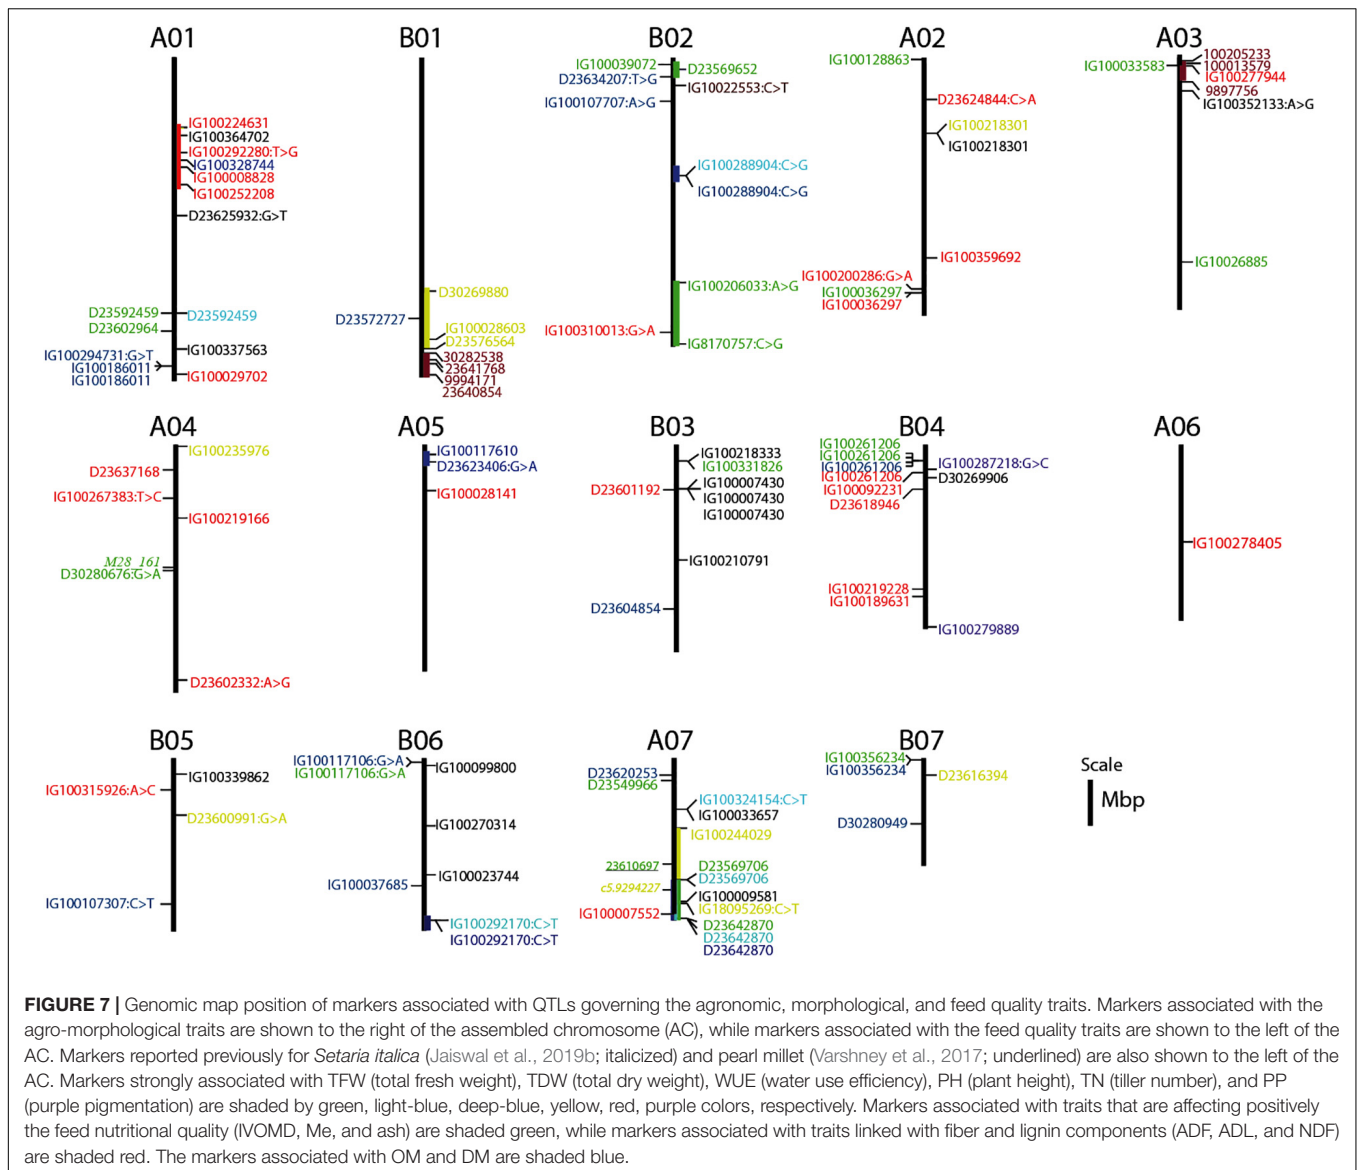 A01
B01
B02
A02
A03
IG100224631
IG100364702
IG100292280:T>G
IG100328744
IG100008828
IG100252208
D23625932:G>T
D23592459
D23592459
D23602964
IG100337563
IG100294731:G>T
IG100186011
IG100186011
IG100029702
D30269880
D23572727
IG100028603
D23576564
30282538
23641768
9994171
23640854
IG100039072
D23569652
D23634207:T>G
IG10022553:C>T
IG100107707:A>G
IG100288904:C>G
IG100288904:C>G
IG100206033:A>G
IG100310013:G>A
IG8170757:C>G
IG100128863
D23624844:C>A
IG100218301
IG100218301
IG100359692
IG100200286:G>A
IG100036297
IG100036297
100205233
IG100033583
100013579
IG100277944
9897756
IG100352133:A>G
IG10026885
A04
A05
B03
B04
A06
IG100235976
D23637168
IG100267383:T>C
IG100219166
M28_161
D30280676:G>A
D23602332:A>G
IG100117610
D23623406:G>A
IG100028141
IG100218333
IG100331826
IG100007430
D23601192
IG100007430
IG100007430
IG100210791
D23604854
IG100261206
IG100261206
IG100261206
IG100287218:G>C
IG100261206
D30269906
IG100092231
D23618946
IG100219228
IG100189631
IG100279889
IG100278405
B05
B06
A07
B07
IG100339862
IG100315926:A>C
D23600991:G>A
IG100107307:C>T
IG100117106:G>A
IG100117106:G>A
IG100099800
IG100270314
IG100023744
IG100037685
IG100292170:C>T
IG100292170:C>T
D23620253
D23549966
IG100324154:C>T
IG100033657
IG100244029
23610697
D23569706
D23569706
c5.9294227
IG100009581
IG18095269:C>T
IG100007552
D23642870
D23642870
D23642870
IG100356234
IG100356234
D23616394
D30280949
Scale
Mbp
FIGURE 7 | Genomic map position of markers associated with QTLs governing the agronomic, morphological, and feed quality traits. Markers associated with the
agro-morphological traits are shown to the right of the assembled chromosome (AC), while markers associated with the feed quality traits are shown to the left of the
AC. Markers reported previously for Setaria italica (Jaiswal et al., 2019b; italicized) and pearl millet (Varshney et al., 2017; underlined) are also shown to the left of the
AC. Markers strongly associated with TFW (total fresh weight), TDW (total dry weight), WUE (water use efficiency), PH (plant height), TN (tiller number), and PP
(purple pigmentation) are shaded by green, light-blue, deep-blue, yellow, red, purple colors, respectively. Markers associated with traits that are affecting positively
the feed nutritional quality (IVOMD, Me, and ash) are shaded green, while markers associated with traits linked with fiber and lignin components (ADF, ADL, and NDF)
are shaded red. The markers associated with OM and DM are shaded blue.